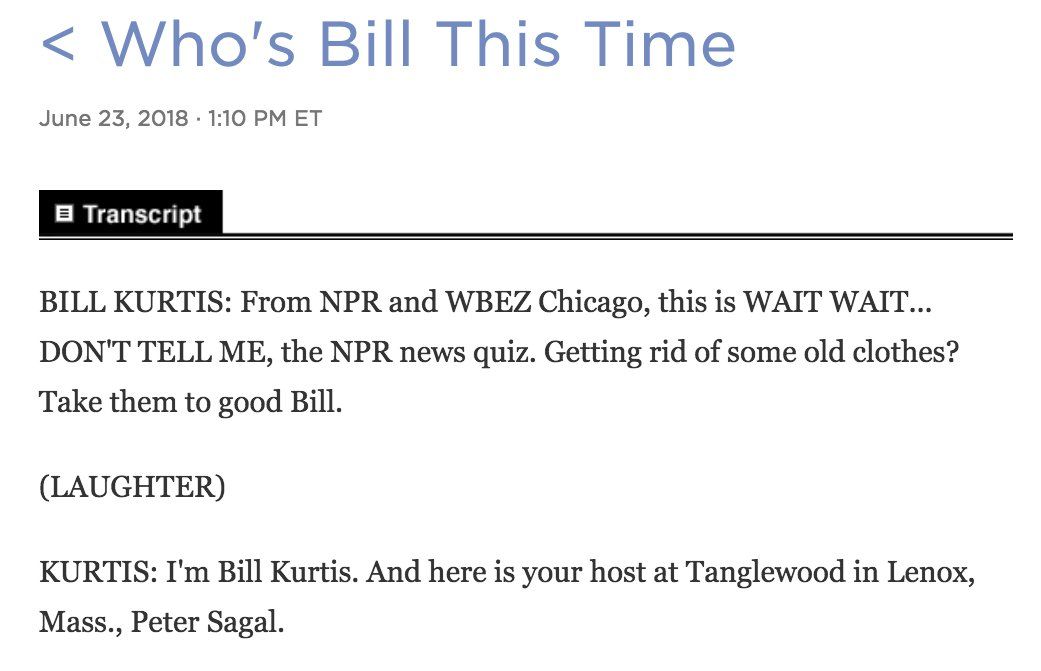 < Who's Bill This Time
June 23, 2018 · 1:10 PM ET
Transcript
BILL KURTIS: From NPR and WBEZ Chicago, this is WAIT WAIT...
DON'T TELL ME, the NPR news quiz. Getting rid of some old clothes?
Take them to good Bill.
(LAUGHTER)
KURTIS: I'm Bill Kurtis. And here is your host at Tanglewood in Lenox,
Mass., Peter Sagal.